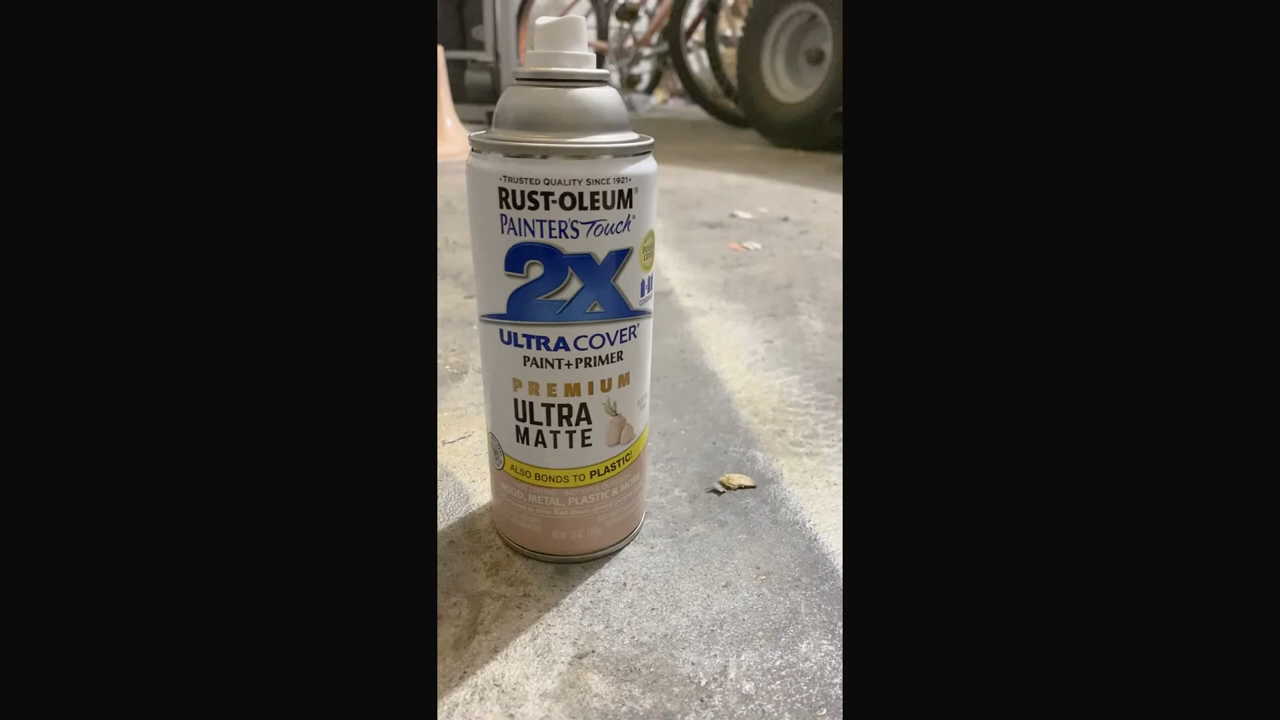 • TRUSTED QUALITY SINCE 1921 •
RUST-OLEUM®
PAINTER'S Touch®
2X
ULTRA COVER®
PAINT+PRIMER
PREMIUM
ULTRA
MATTE
ALSO BONDS TO PLASTIC!
WOOD, METAL, PLASTIC & MORE